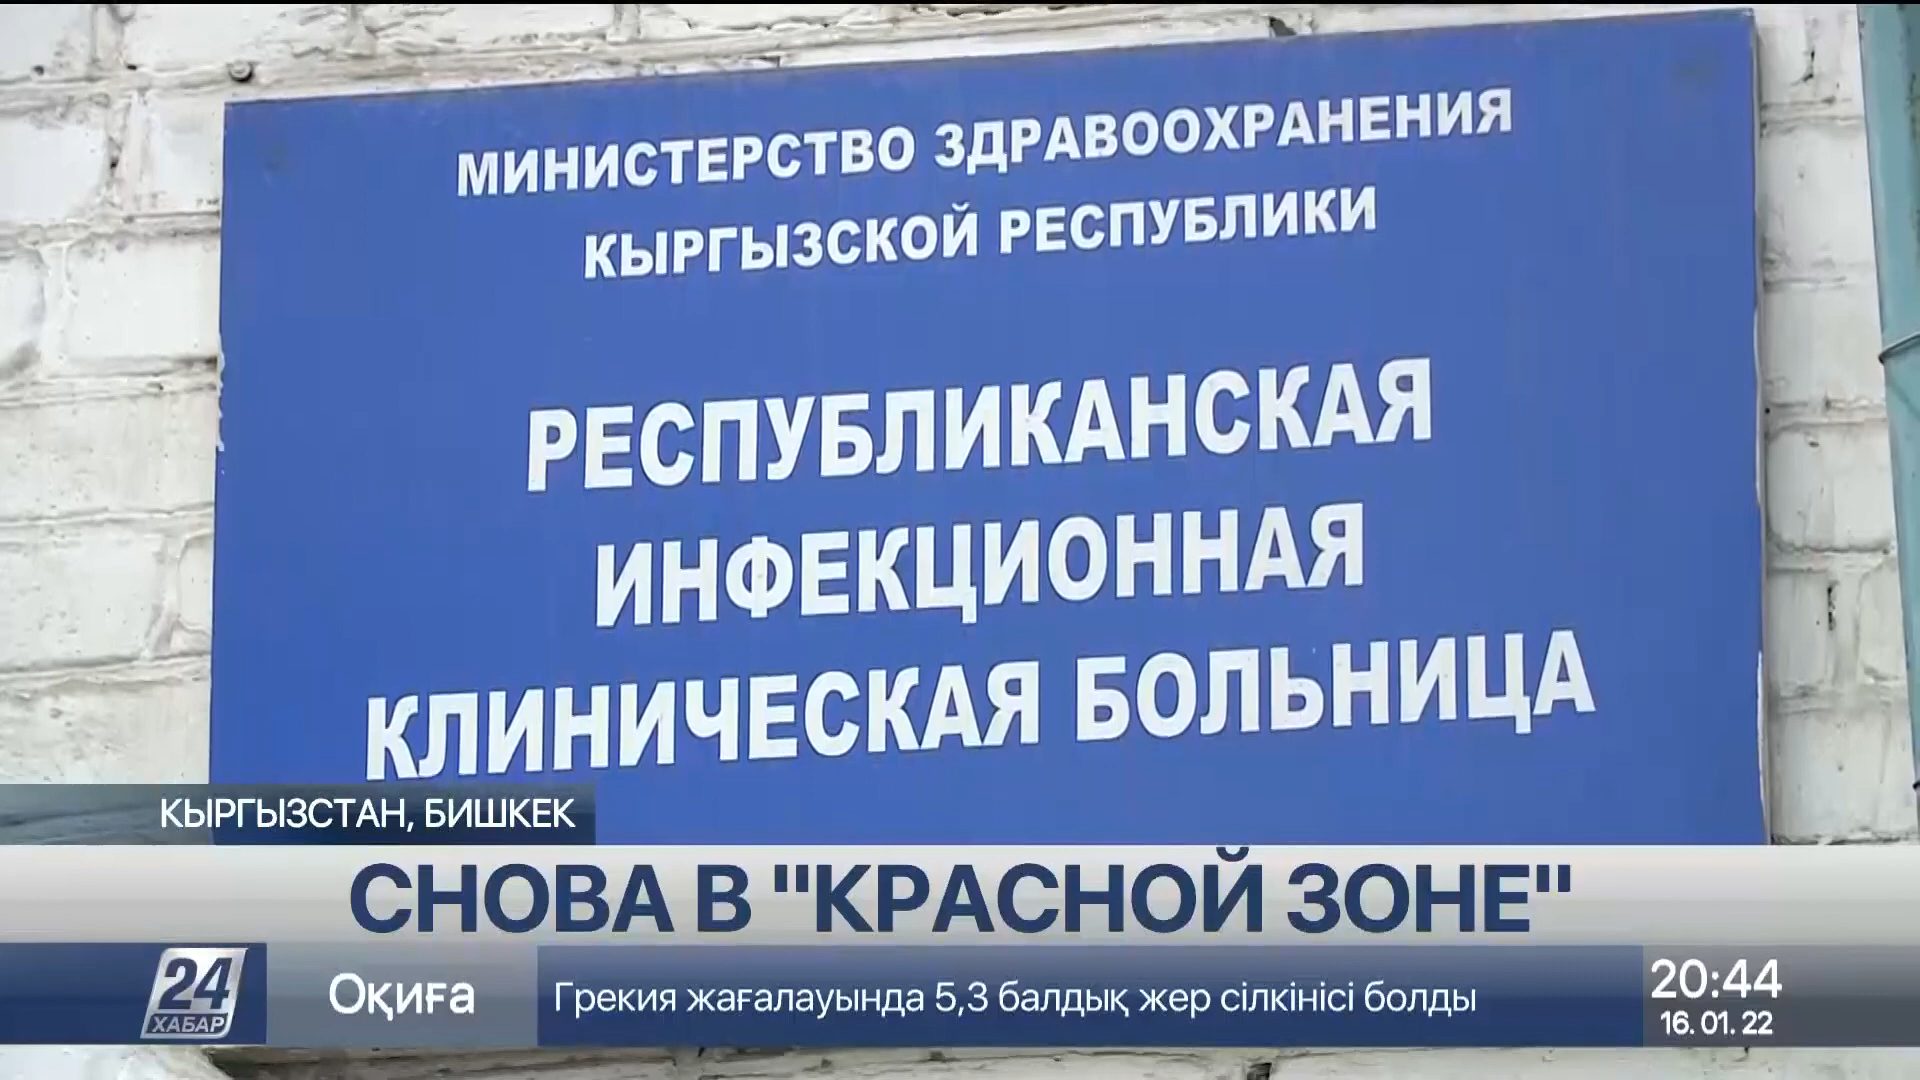 МИНИСТЕРСТВО ЗДРАВООХРАНЕНИЯ
КЫРГЫЗСКОЙ РЕСПУБЛИКИ
РЕСПУБЛИКАНСКАЯ
ИНФЕКЦИОННАЯ
КЛИНИЧЕСКАЯ БОЛЬНИЦА
КЫРГЫЗСТАН, БИШКЕК
СНОВА В "КРАСНОЙ ЗОНЕ"
24
ХАБАР
Оқиға
Грекия жағалауында 5,3 балдық жер сілкінісі болды
20:44
16. 01. 22